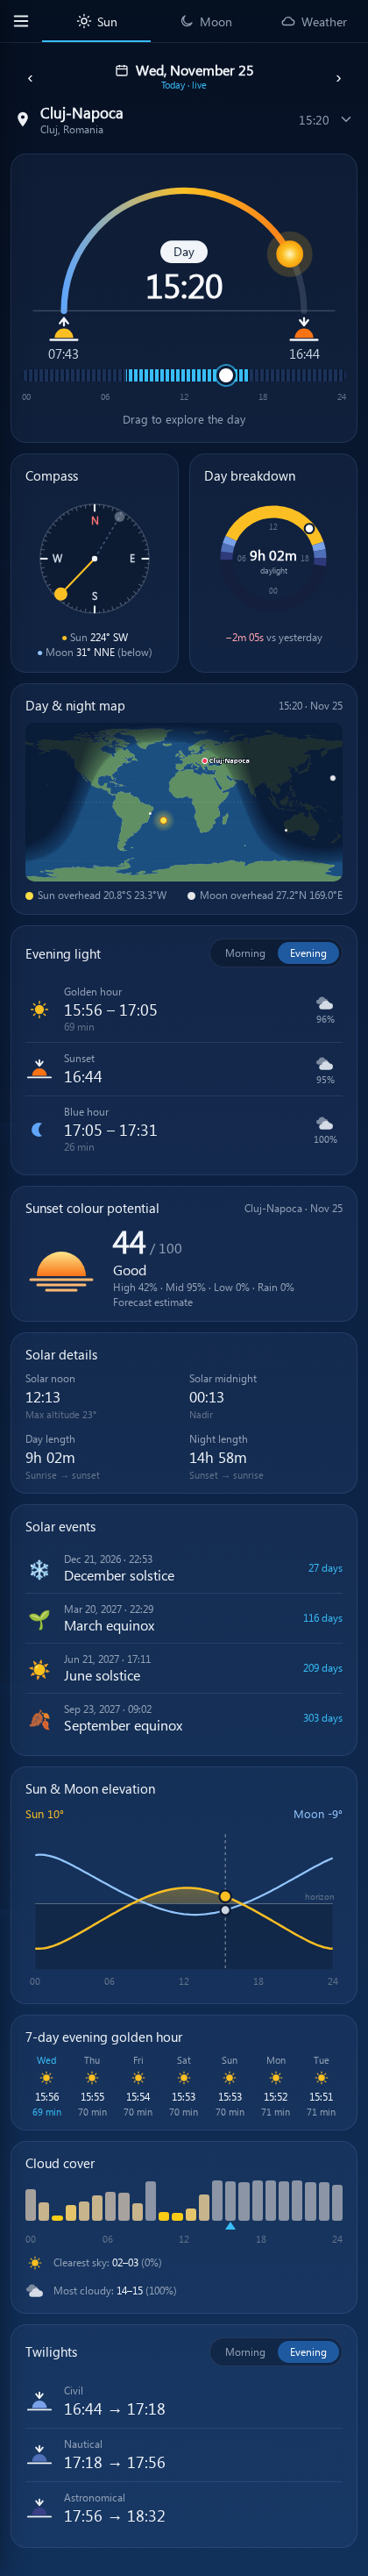 Sun Moon Weather
Wed, November 25
Today · live
Cluj-Napoca
Cluj, Romania
15:20
Day
15:20
07:43 16:44
00 06 12 18 24
Drag to explore the day
Compass
N
W E
S
Sun 224° SW
Moon 31° NNE (below)
Day breakdown
12
06 9h 02m 18
daylight
00
−2m 05s vs yesterday
Day & night map 15:20 · Nov 25
Cluj-Napoca
Sun overhead 20.8°S 23.3°W Moon overhead 27.2°N 169.0°E
Evening light Morning Evening
Golden hour
15:56 – 17:05
69 min
96%
Sunset
16:44
95%
Blue hour
17:05 – 17:31
26 min
100%
Sunset colour potential Cluj-Napoca · Nov 25
44 / 100
Good
High 42% · Mid 95% · Low 0% · Rain 0%
Forecast estimate
Solar details
Solar noon Solar midnight
12:13 00:13
Max altitude 23° Nadir
Day length Night length
9h 02m 14h 58m
Sunrise → sunset Sunset → sunrise
Solar events
Dec 21, 2026 · 22:53
December solstice
27 days
Mar 20, 2027 · 22:29
March equinox
116 days
Jun 21, 2027 · 17:11
June solstice
209 days
Sep 23, 2027 · 09:02
September equinox
303 days
Sun & Moon elevation
Sun 10° Moon -9°
horizon
00 06 12 18 24
7-day evening golden hour
Wed Thu Fri Sat Sun Mon Tue
15:56 15:55 15:54 15:53 15:53 15:52 15:51
69 min 70 min 70 min 70 min 70 min 71 min 71 min
Cloud cover
00 06 12 18 24
Clearest sky: 02–03 (0%)
Most cloudy: 14–15 (100%)
Twilights Morning Evening
Civil
16:44 → 17:18
Nautical
17:18 → 17:56
Astronomical
17:56 → 18:32